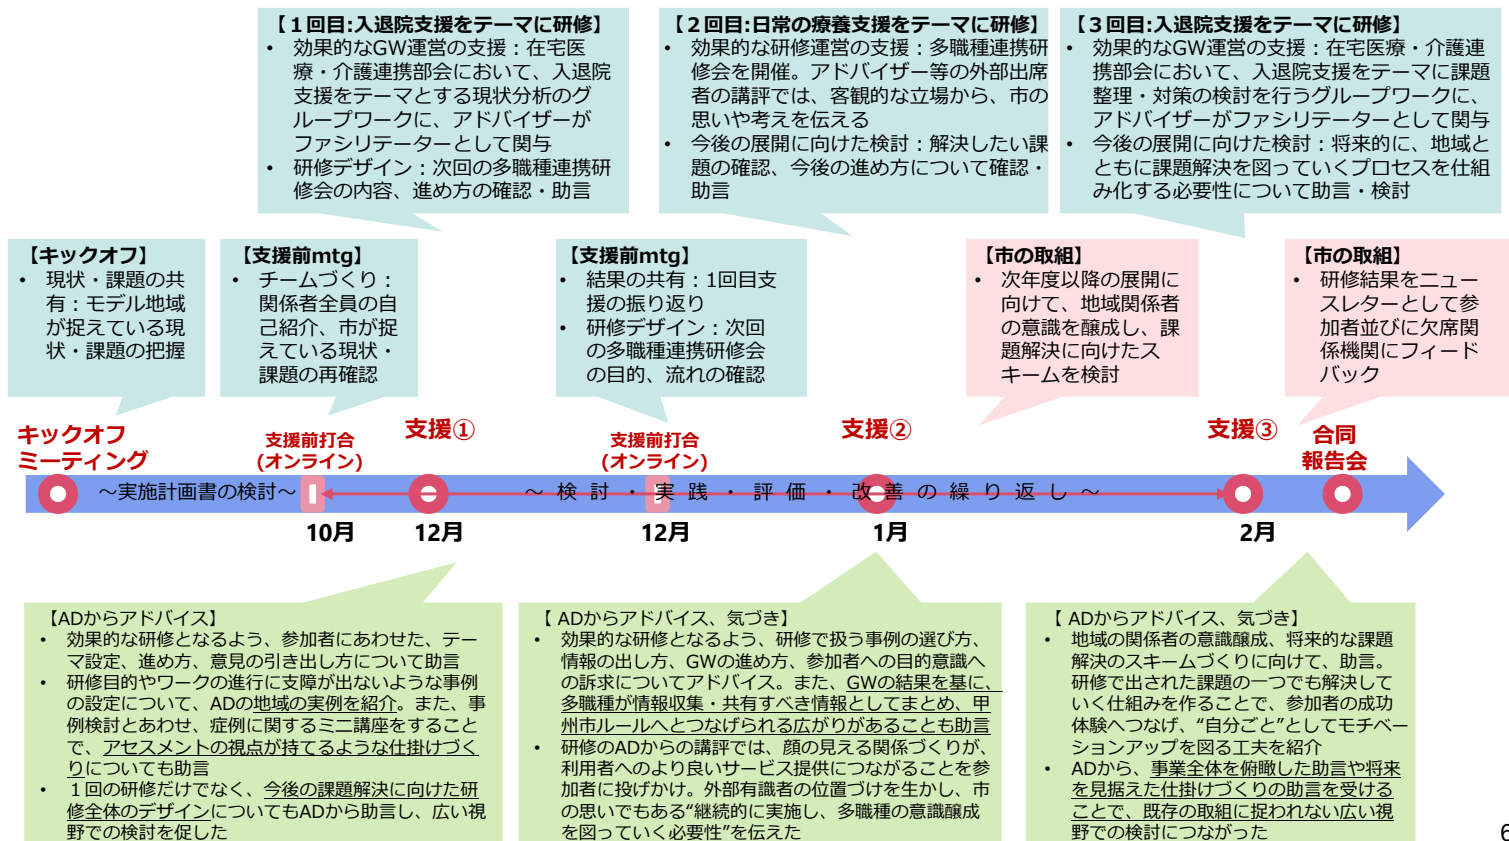 【１回目:入退院支援をテーマに研修】
• 効果的なGW運営の支援：在宅医
療・介護連携部会において、入退院
支援をテーマとする現状分析のグ
ループワークに、アドバイザーが
ファシリテーターとして関与
• 研修デザイン：次回の多職種連携研
修会の内容、進め方の確認・助言
【２回目:日常の療養支援をテーマに研修】
• 効果的な研修運営の支援：多職種連携研
修会を開催。アドバイザー等の外部出席
者の講評では、客観的な立場から、市の
思いや考えを伝える
• 今後の展開に向けた検討：解決したい課
題の確認、今後の進め方について確認・
助言
【３回目:入退院支援をテーマに研修】
• 効果的なGW運営の支援：在宅医療・介護連
携部会において、入退院支援をテーマに課題
整理・対策の検討を行うグループワークに、
アドバイザーがファシリテーターとして関与
• 今後の展開に向けた検討：将来的に、地域と
ともに課題解決を図っていくプロセスを仕組
み化する必要性について助言・検討
【キックオフ】
• 現状・課題の共
有：モデル地域
が捉えている現
状・課題の把握
【支援前mtg】
• チームづくり：
関係者全員の自
己紹介、市が捉
えている現状・
課題の再確認
【支援前mtg】
• 結果の共有：1回目支
援の振り返り
• 研修デザイン：次回
の多職種連携研修会
の目的、流れの確認
【市の取組】
• 次年度以降の展開に
向けて、地域関係者
の意識を醸成し、課
題解決に向けたス
キームを検討
【市の取組】
• 研修結果をニュー
スレターとして参
加者並びに欠席関
係機関にフィード
バック
キックオフ
ミーティング
支援前打合
(オンライン)
支援①
支援前打合
(オンライン)
支援②
支援③
合同
報告会
～実施計画書の検討～
～検討・実践・評価・改善の繰り返し～
10月
12月
12月
1月
2月
【ADからアドバイス】
• 効果的な研修となるよう、参加者にあわせた、テー
マ設定、進め方、意見の引き出し方について助言
• 研修目的やワークの進行に支障が出ないような事例
の設定について、ADの地域の実例を紹介。また、事
例検討とあわせ、症例に関するミニ講座をすること
で、アセスメントの視点が持てるような仕掛けづく
りについても助言
• １回の研修だけでなく、今後の課題解決に向けた研
修全体のデザインについてもADから助言し、広い視
野での検討を促した
【 ADからアドバイス、気づき】
• 効果的な研修となるよう、研修で扱う事例の選び方、
情報の出し方、GWの進め方、参加者への目的意識へ
の訴求についてアドバイス。また、GWの結果を基に、
多職種が情報収集・共有すべき情報としてまとめ、甲
州市ルールへとつなげられる広がりがあることも助言
• 研修のADからの講評では、顔の見える関係づくりが、
利用者へのより良いサービス提供につながることを参
加者に投げかけ。外部有識者の位置づけを生かし、市
の思いでもある“継続的に実施し、多職種の意識醸成
を図っていく必要性”を伝えた
【 ADからアドバイス、気づき】
• 地域の関係者の意識醸成、将来的な課題
解決のスキームづくりに向けて、助言。
研修で出された課題の一つでも解決して
いく仕組みを作ることで、参加者の成功
体験へつなげ、“自分ごと”としてモチベー
ションアップを図る工夫を紹介
• ADから、事業全体を俯瞰した助言や将来
を見据えた仕掛けづくりの助言を受ける
ことで、既存の取組に捉われない広い視
野での検討につながった
6